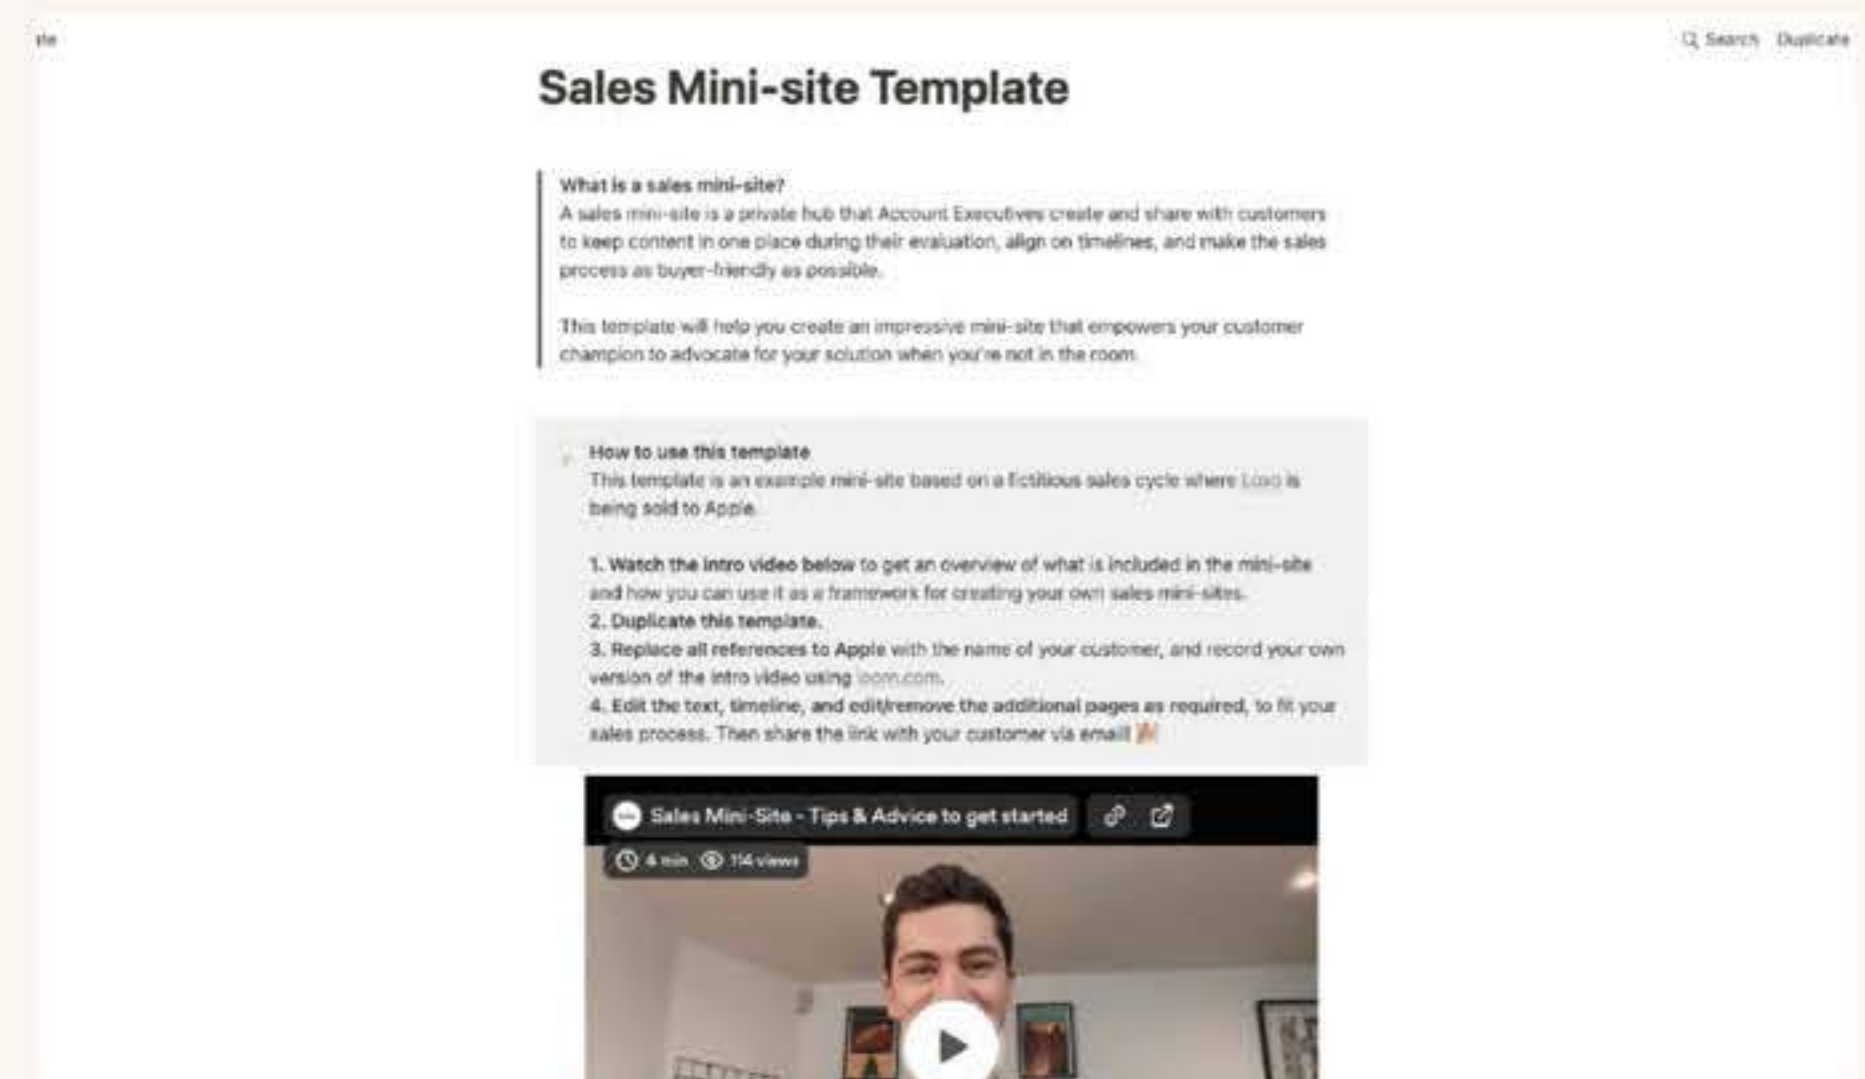 Search Duplicate
Sales Mini-site Template
What is a sales mini-site?
A sales mini-site is a private hub that Account Executives create and share with customers
to keep content in one place during their evaluation, align on timelines, and make the sales
process as buyer-friendly as possible.
This template will help you create an impressive mini-site that empowers your customer
champion to advocate for your solution when you're not in the room.
How to use this template
This template is an example mini-site based on a fictitious sales cycle where is
being sold to Apple.
1. Watch the intro video below to get an overview of what is included in the mini-site
and how you can use it as a framework for creating your own sales mini-sites.
2. Duplicate this template.
3. Replace all references to Apple with the name of your customer, and record your own
version of the intro video using loom.com.
4. Edit the text, timeline, and edit/remove the additional pages as required, to fit your
sales process. Then share the link with your customer via email!
Sales Mini-Site - Tips & Advice to get started
4 min 114 views